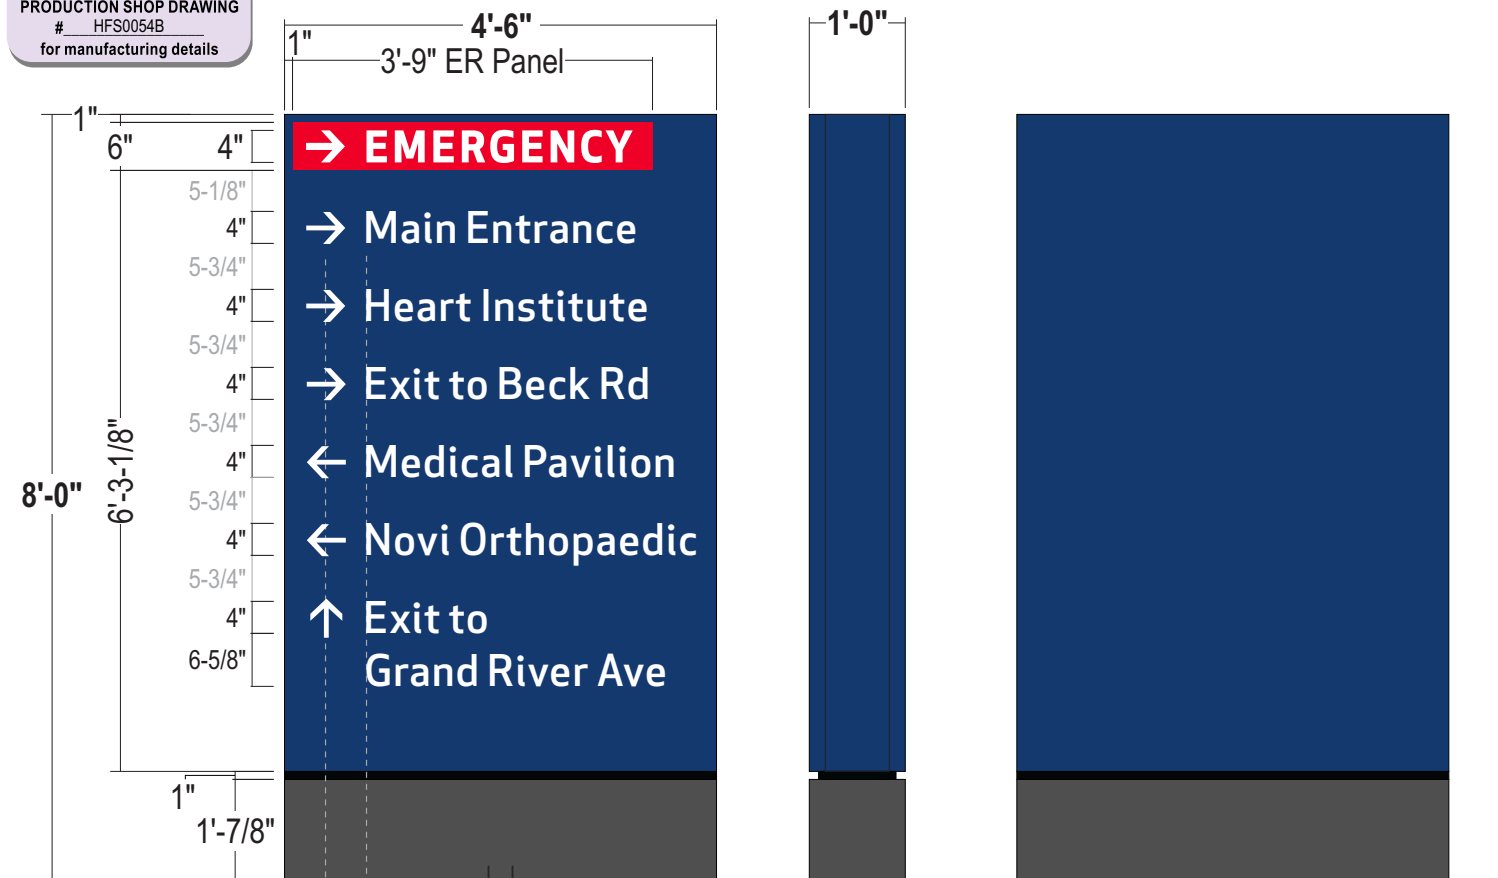 PRODUCTION SHOP DRAWING
# HFS0054B
for manufacturing details
4'-6"
1'-0"
1"
3'-9" ER Panel
1"
6"
4"
→ EMERGENCY
5-1/8"
4"
→ Main Entrance
5-3/4"
4"
→ Heart Institute
5-3/4"
4"
→ Exit to Beck Rd
5-3/4"
4"
← Medical Pavilion
8'-0"
6'-3-1/8"
5-3/4"
4"
← Novi Orthopaedic
5-3/4"
4"
↑ Exit to
6-5/8"
Grand River Ave
1"
1'-7/8"